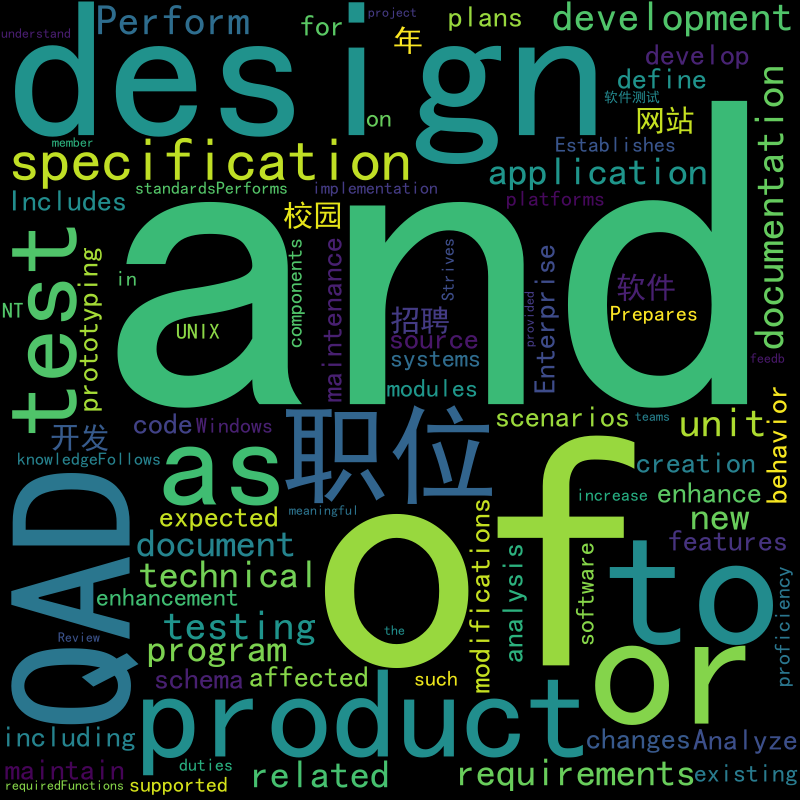 project
Perform
for
plans
development
understand
年
design
develop
define
软件测试
on
网站
member
Establishes
specification
application
standardsPerforms
implementation
Includes
platforms
校园
and
documentation
test
prototyping
in
components
maintenance
Strives
Enterprise
软件
NT
UNIX
招聘
provided
Prepares
source
systems
feedb
modules
职位
scenarios
teams
unit
behavior
code
Windows
开发
as
knowledgeFollows
creation
QAD
increase
enhance
meaningful
expected
of
modifications
new
document
analysis
software
to
features
technical
proficiency
enhancement
testing
the
Review
program
or
schema
affected
such
product
including
changes
Analyze
duties
maintain
related
requirements
existing
requiredFunctions
supported